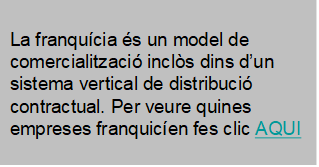 La franquícia és un model de
comercialització inclòs dins d'un
sistema vertical de distribució
contractual. Per veure quines
empreses franquicíen fes clic AQUI